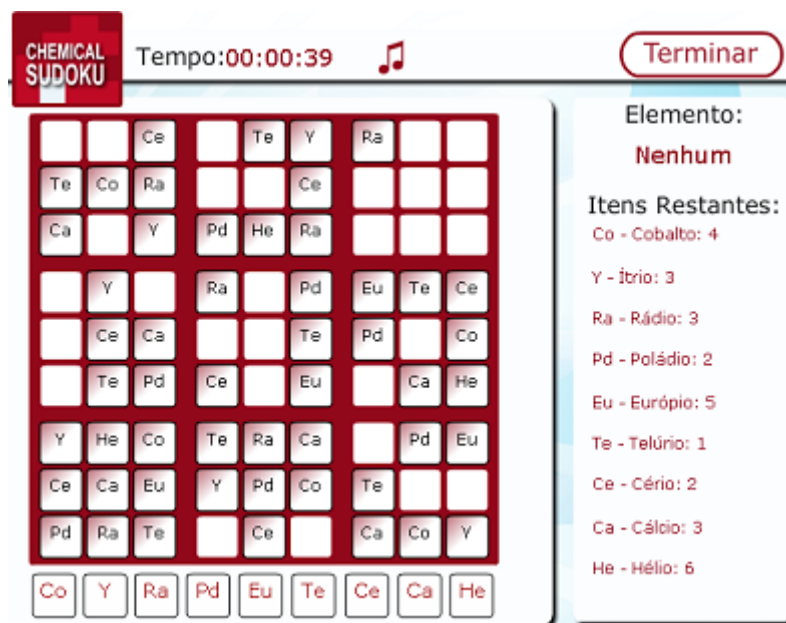 CHEMICAL
SUDOKU
Tempo:00:00:39
Terminar
Ce Te Y Ra
Te Co Ra Ce
Ca Y Pd He Ra
Y Ra Pd Eu Te Ce
Ce Ca Te Pd Co
Te Pd Ce Eu Ca He
Y He Co Te Ra Ca Pd Eu
Ce Ca Eu Y Pd Co Te
Pd Ra Te Ce Ca Co Y
Co Y Ra Pd Eu Te Ce Ca He
Elemento:
Nenhum
Itens Restantes:
Co - Cobalto: 4
Y - Ítrio: 3
Ra - Rádio: 3
Pd - Poládio: 2
Eu - Európio: 5
Te - Telúrio: 1
Ce - Cério: 2
Ca - Cálcio: 3
He - Hélio: 6